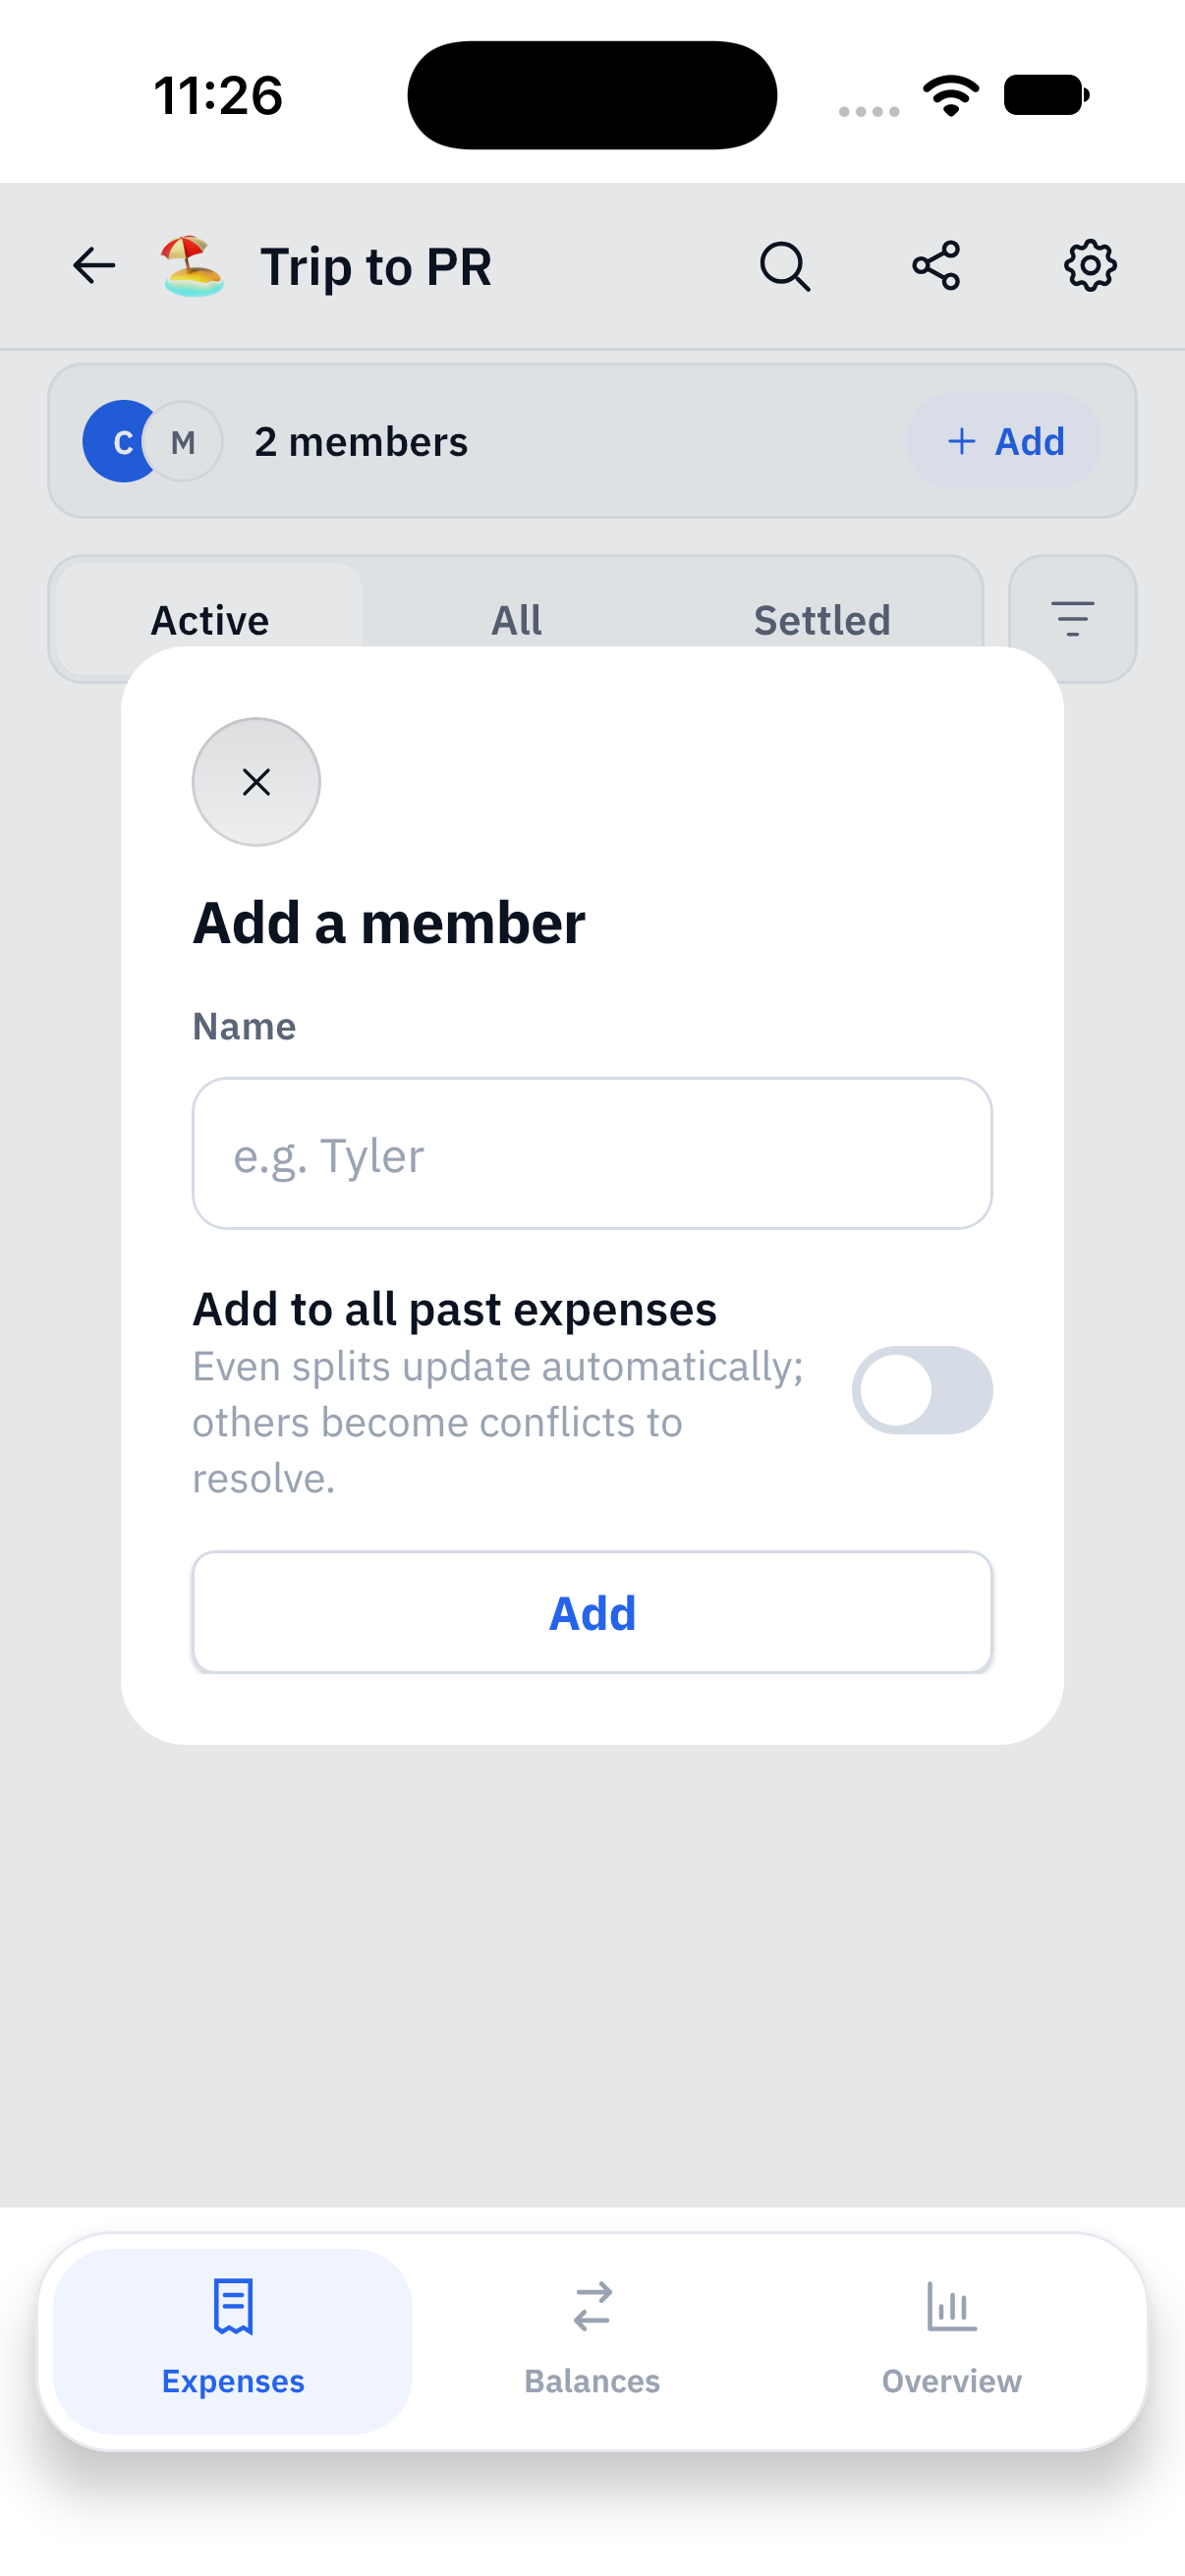 11:26
Trip to PR
C
M
2 members
+ Add
Active
All
Settled
Add a member
Name
e.g. Tyler
Add to all past expenses
Even splits update automatically;
others become conflicts to
resolve.
Add
Expenses
Balances
Overview